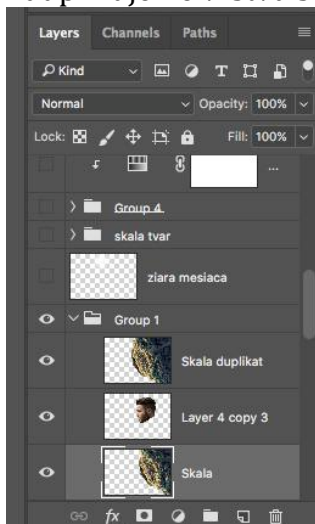 Layers Channels Paths
Kind
Normal Opacity: 100%
Lock: Fill: 100%
...
Group 4
skala tvar
ziara mesiaca
Group 1
Skala duplikat
Layer 4 copy 3
Skala
fx